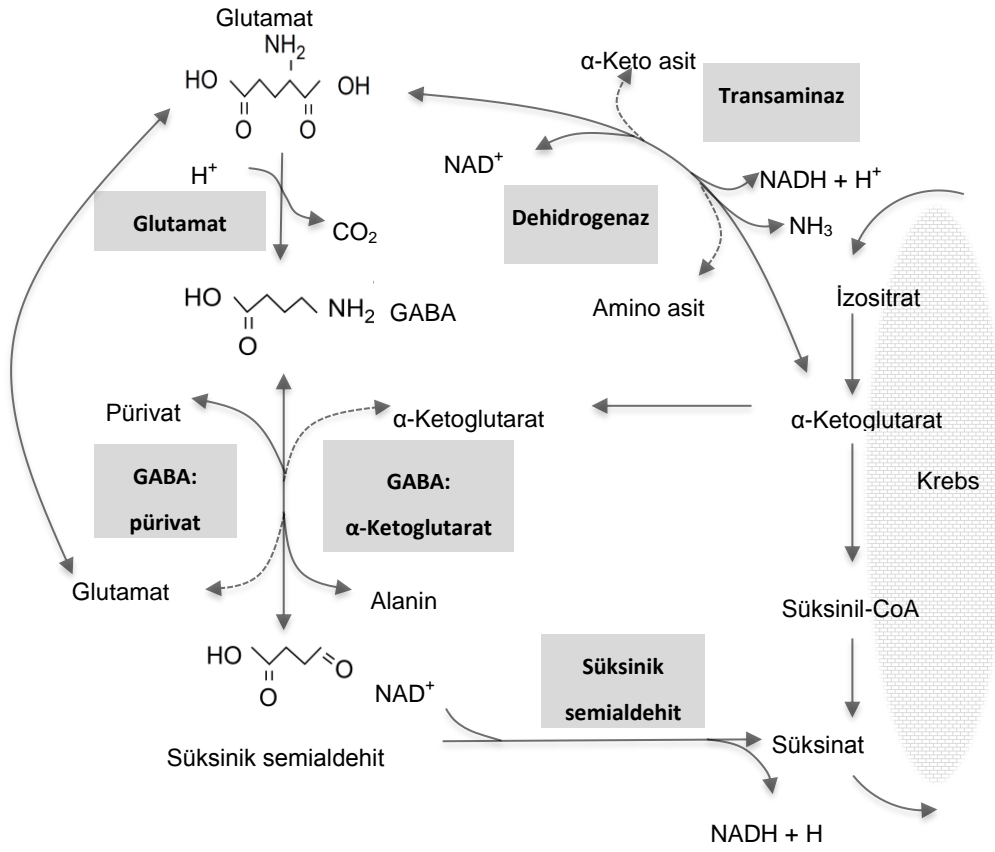 Glutamat
NH2
HO
OH
O
O
α-Keto asit
Transaminaz
NAD+
H+
NADH + H+
Glutamat
Dehidrogenaz
CO2
NH3
Amino asit
İzositrat
HO
NH2
GABA
O
Pürivat
α-Ketoglutarat
α-Ketoglutarat
GABA:
pürivat
GABA:
α-Ketoglutarat
Krebs
Glutamat
Alanin
Süksinil-CoA
HO
O
O
NAD+
Süksinik
semialdehit
Süksinik semialdehit
Süksinat
NADH + H